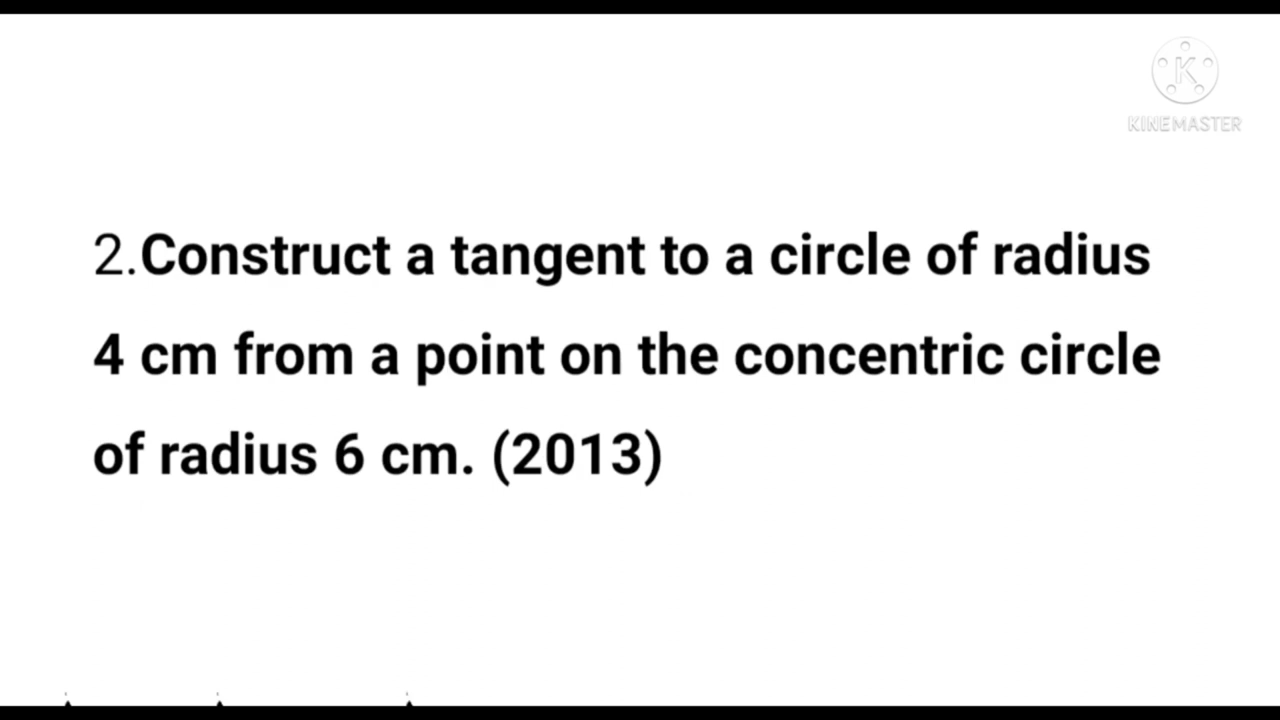 KINEMASTER
2.Construct a tangent to a circle of radius
4 cm from a point on the concentric circle
of radius 6 cm. (2013)